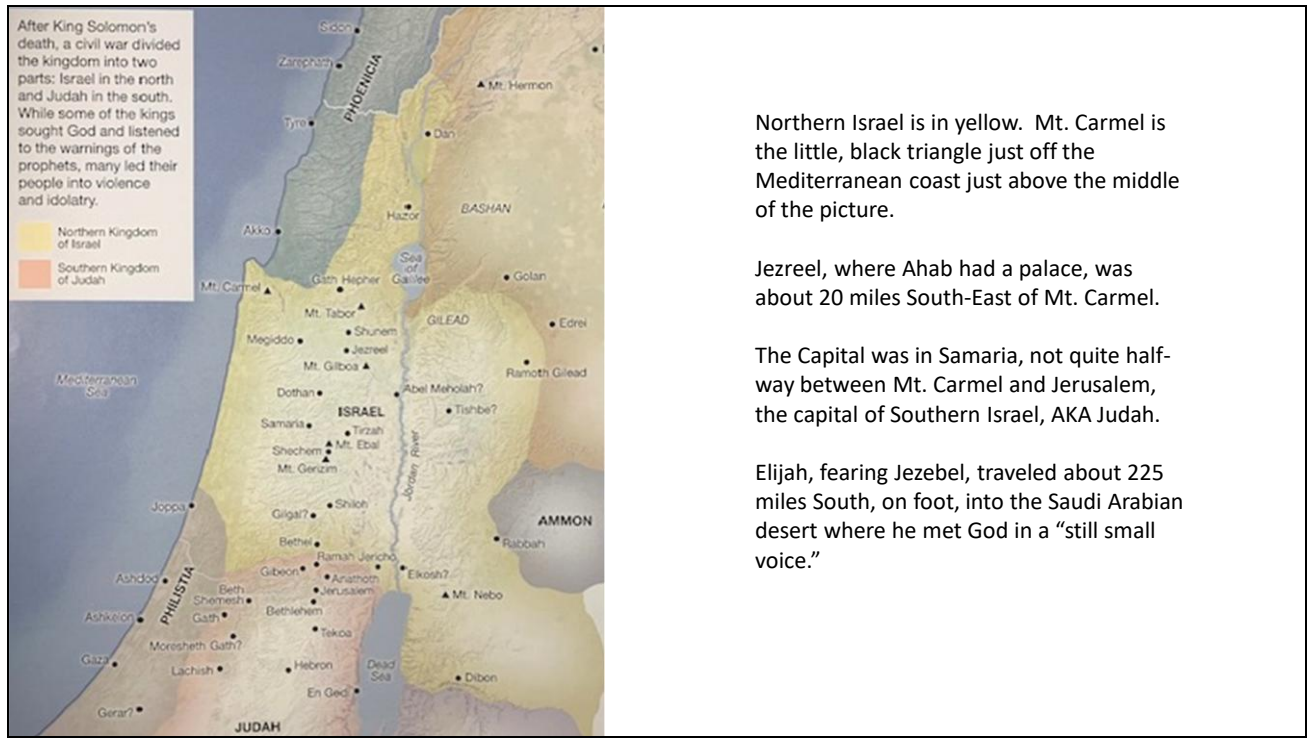 After King Solomon's
death, a civil war divided
the kingdom into two
parts: Israel in the north
and Judah in the south.
While some of the kings
sought God and listened
to the warnings of the
prophets, many led their
people into violence
and idolatry.
Northern Kingdom
of Israel
Southern Kingdom
of Judah
Sidon
Zarephath
PHOENICIA
Mt. Hermon
Tyre
Dan
Hazor
BASHAN
Akko
Sea
of
Galilee
Golan
Mt. Carmel
Gath Hepher
Mt. Tabor
GILEAD
Edrei
Shunem
Megiddo
Jezreel
Mt. Gilboa
Ramoth Gilead
Mediterranean
Sea
Dothan
Abel Meholah?
ISRAEL
Tishbe?
Samaria
Tirzah
Mt. Ebal
Shechem
Mt. Gerizim
Jordan River
Joppa
Shiloh
Gilgal?
AMMON
Bethel
Rabbah
Ramah
Jericho
Gibeon
Anathoth
Elkosh?
Ashdod
PHILISTIA
Beth
Shemesh
Jerusalem
Mt. Nebo
Ashkelon
Gath
Bethlehem
Tekoa
Moresheth Gath?
Gaza
Lachish
Hebron
Dead
Sea
Dibon
En Gedi
Gerar?
JUDAH
Northern Israel is in yellow. Mt. Carmel is
the little, black triangle just off the
Mediterranean coast just above the middle
of the picture.
Jezreel, where Ahab had a palace, was
about 20 miles South-East of Mt. Carmel.
The Capital was in Samaria, not quite half-
way between Mt. Carmel and Jerusalem,
the capital of Southern Israel, AKA Judah.
Elijah, fearing Jezebel, traveled about 225
miles South, on foot, into the Saudi Arabian
desert where he met God in a “still small
voice.”